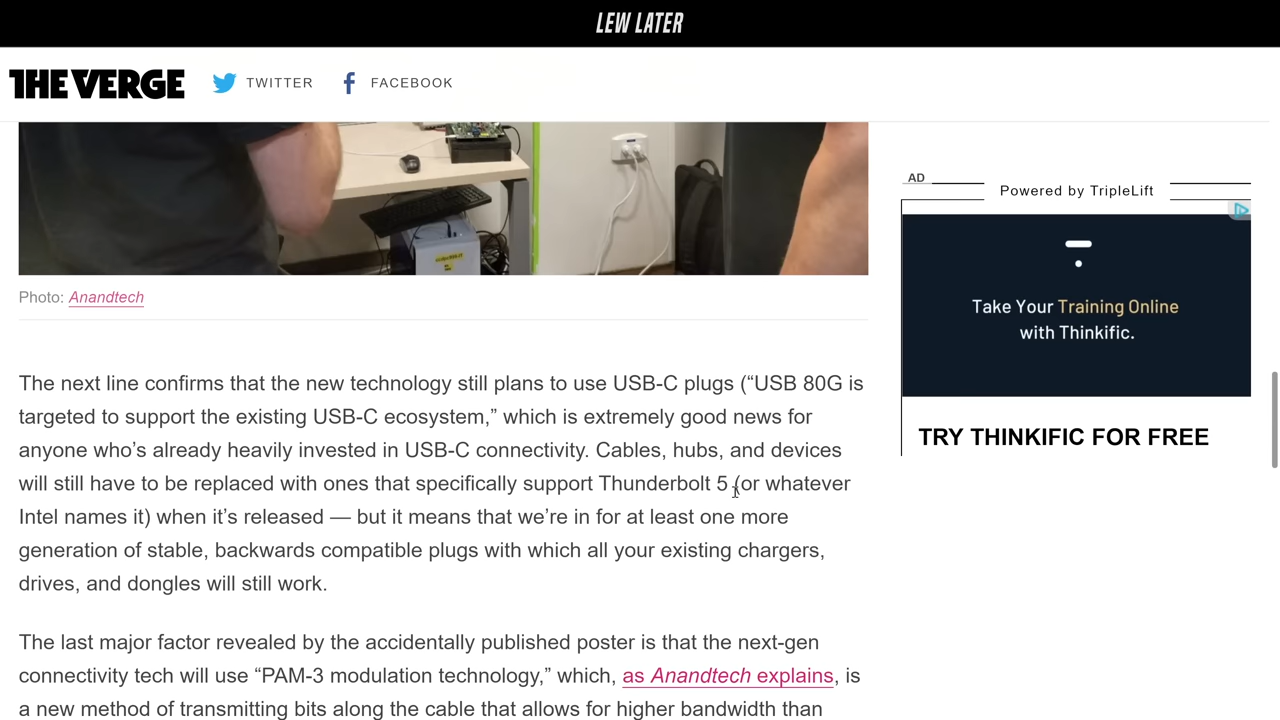 LEW LATER
THE VERGE
TWITTER
FACEBOOK
Photo: Anandtech
The next line confirms that the new technology still plans to use USB-C plugs (“USB 80G is
targeted to support the existing USB-C ecosystem,” which is extremely good news for
anyone who’s already heavily invested in USB-C connectivity. Cables, hubs, and devices
will still have to be replaced with ones that specifically support Thunderbolt 5 (or whatever
Intel names it) when it’s released — but it means that we’re in for at least one more
generation of stable, backwards compatible plugs with which all your existing chargers,
drives, and dongles will still work.
The last major factor revealed by the accidentally published poster is that the next-gen
connectivity tech will use “PAM-3 modulation technology,” which, as Anandtech explains, is
a new method of transmitting bits along the cable that allows for higher bandwidth than
AD
Powered by TripleLift
Take Your Training Online
with Thinkific.
TRY THINKIFIC FOR FREE